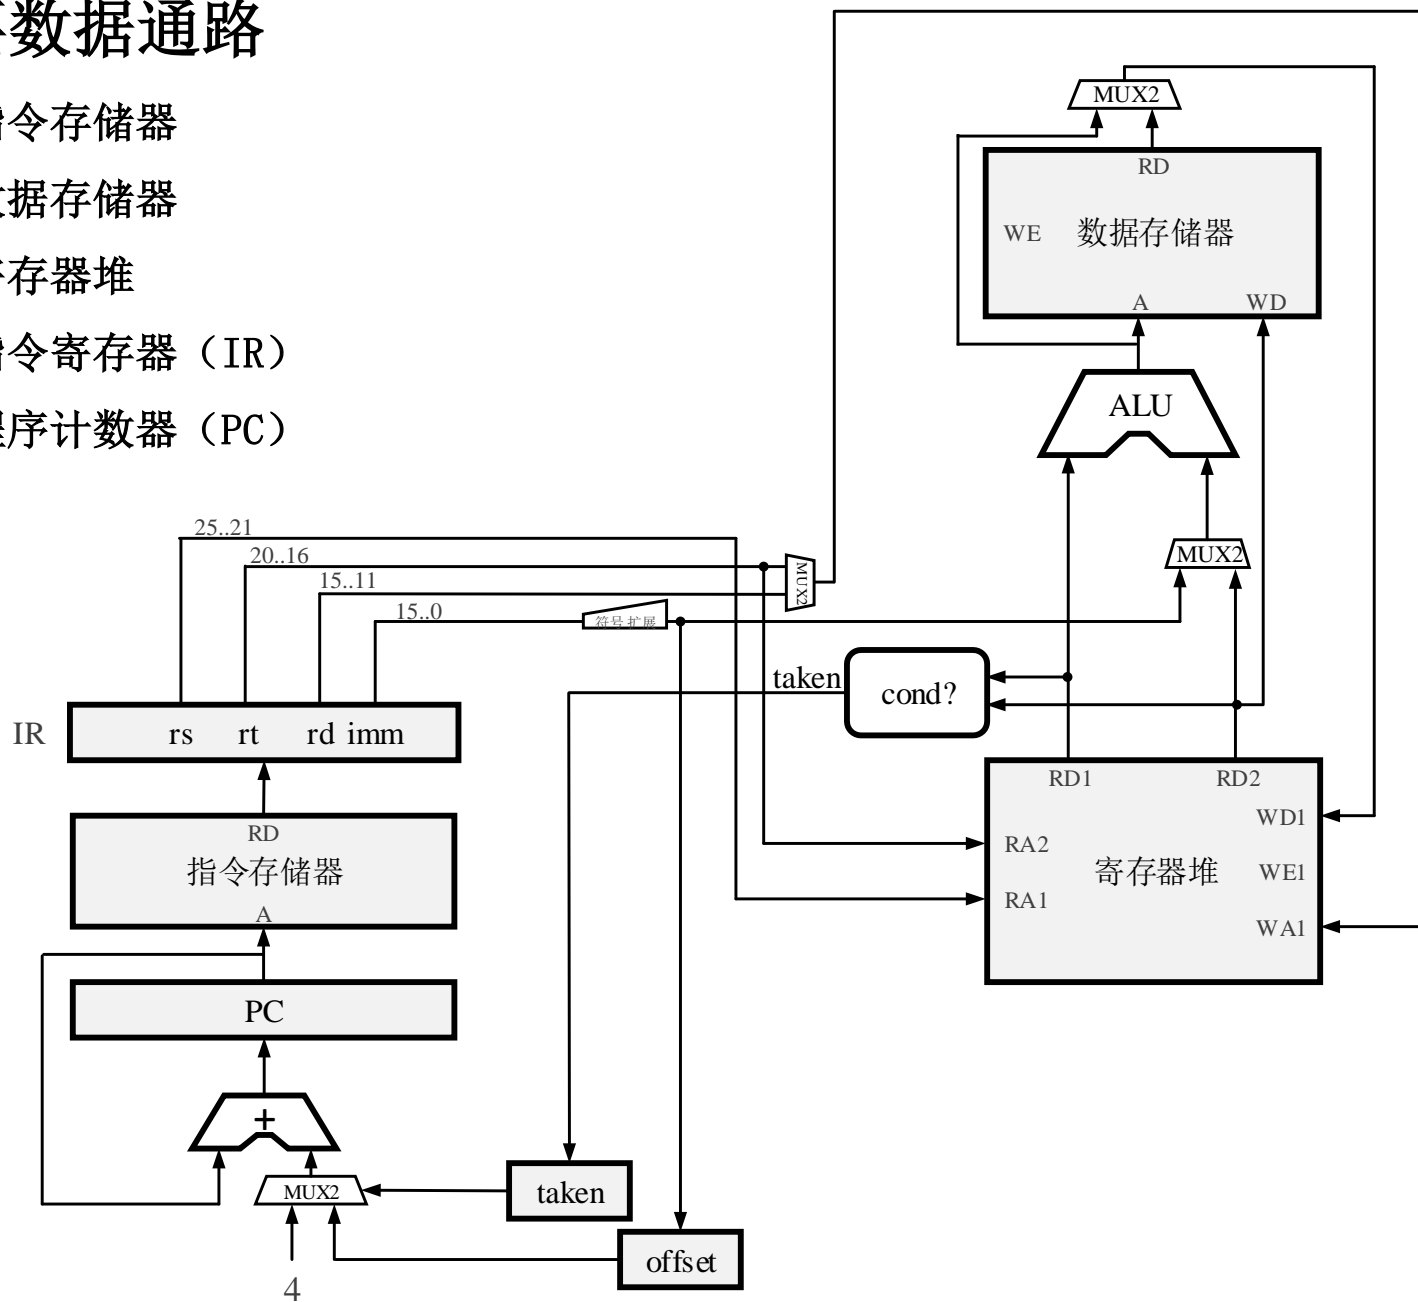 数据通路
令存储器
据存储器
存器堆
令寄存器（IR）
序计数器（PC）
MUX2
RD
WE 数据存储器
A WD
ALU
25..21
20..16
15..11
15..0
MUX2
MUX2
符号扩展
taken
cond?
IR
rs rt rd imm
RD1 RD2
WD1
RA2
寄存器堆
WE1
RA1
WA1
RD
指令存储器
A
PC
+
MUX2
taken
offset
4